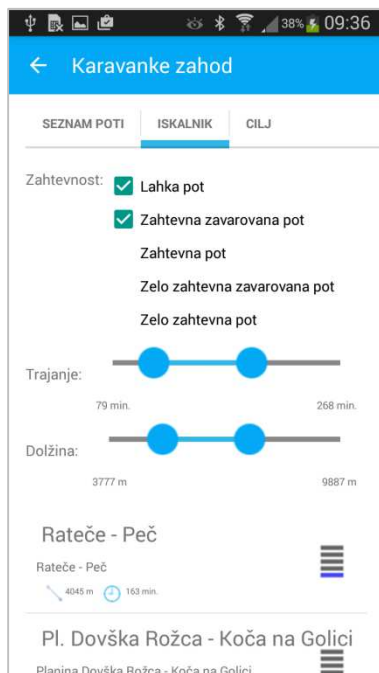 38% 09:36
Karavanke zahod
SEZNAM POTI ISKALNIK CILJ
Zahtevnost: Lahka pot
Zahtevna zavarovana pot
Zahtevna pot
Zelo zahtevna zavarovana pot
Zelo zahtevna pot
Trajanje:
79 min. 268 min.
Dolžina:
3777 m 9887 m
Rateče - Peč
Rateče - Peč
4045 m 163 min.
Pl. Dovška Rožca - Koča na Golici
Planina Dovška Rožca - Koča na Golici